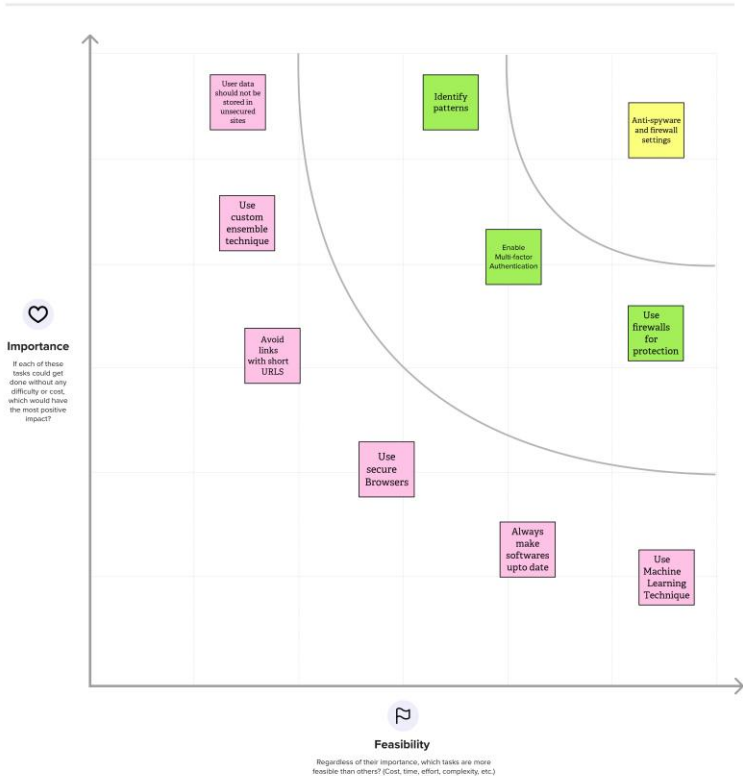 User data
should not be
stored in
unsecured
sites
Identify
patterns
Anti-spyware
and firewall
settings
Use
custom
ensemble
technique
Enable
Multi-factor
Authentication
Use
firewalls
for
protection
Avoid
links
with short
URLS
Importance
If each of these
tasks could get
done without any
difficulty or cost,
which would have
the most positive
impact?
Use
secure
Browsers
Always
make
softwares
upto date
Use
Machine
Learning
Technique
Feasibility
Regardless of their importance, which tasks are more
feasible than others? (Cost, time, effort, complexity, etc.)